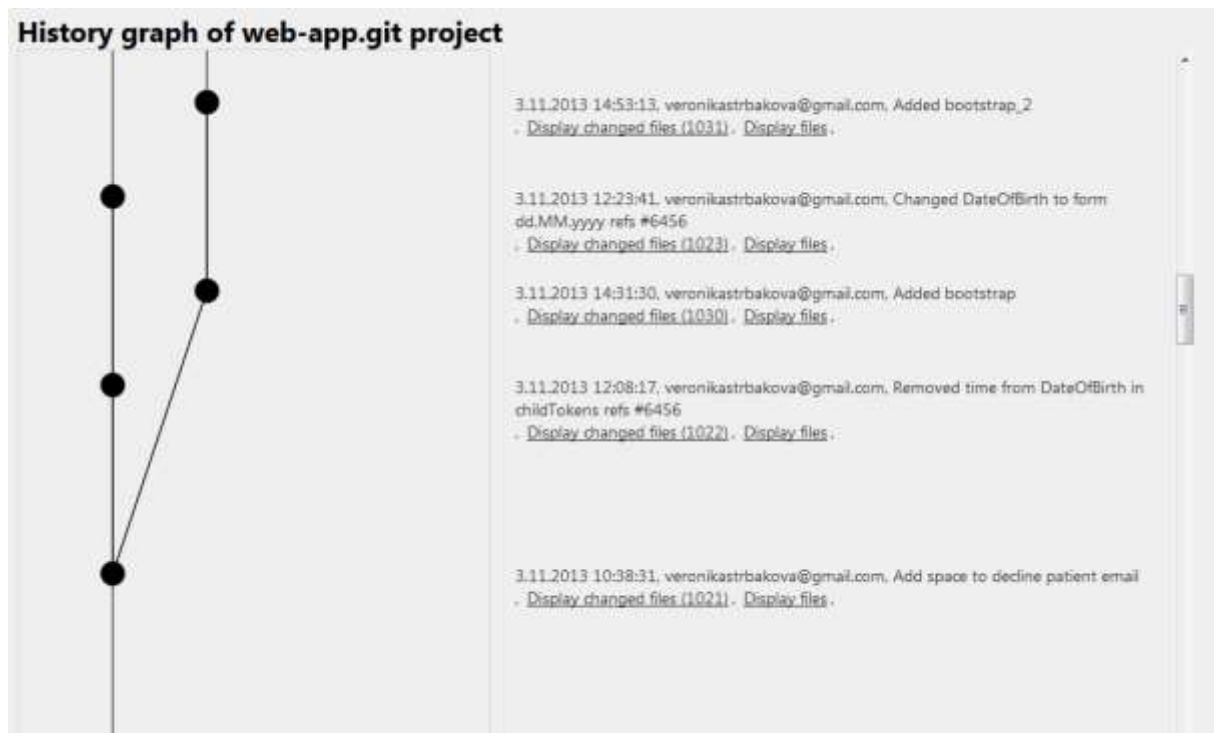 History graph of web-app.git project
3.11.2013 14:53:13, veronikastrbakova@gmail.com, Added bootstrap_2
. Display changed files (1031). Display files.
3.11.2013 12:23:41, veronikastrbakova@gmail.com, Changed DateOfBirth to form
dd.MM.yyyy refs #6456
. Display changed files (1023). Display files.
3.11.2013 14:31:30, veronikastrbakova@gmail.com, Added bootstrap
. Display changed files (1030). Display files.
3.11.2013 12:08:17, veronikastrbakova@gmail.com, Removed time from DateOfBirth in
childTokens refs #6456
. Display changed files (1022). Display files.
3.11.2013 10:38:31, veronikastrbakova@gmail.com, Add space to decline patient email
. Display changed files (1021). Display files.